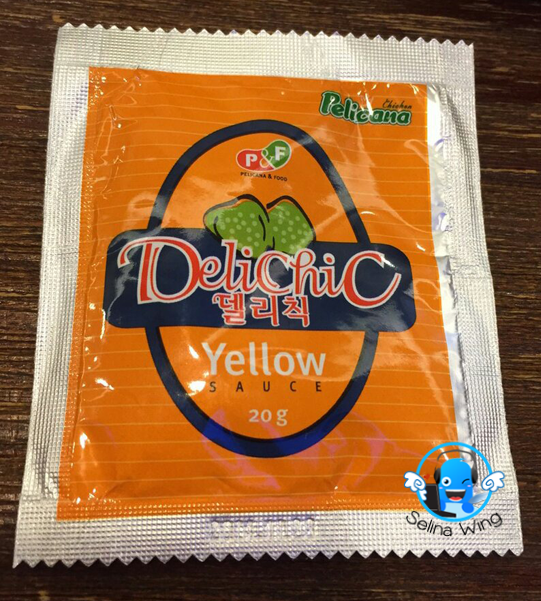 Chicken
Pelicana
P&F
PELICANA & FOOD
DeliChiC
델리칙
Yellow
SAUCE
20 g
Selina Wing